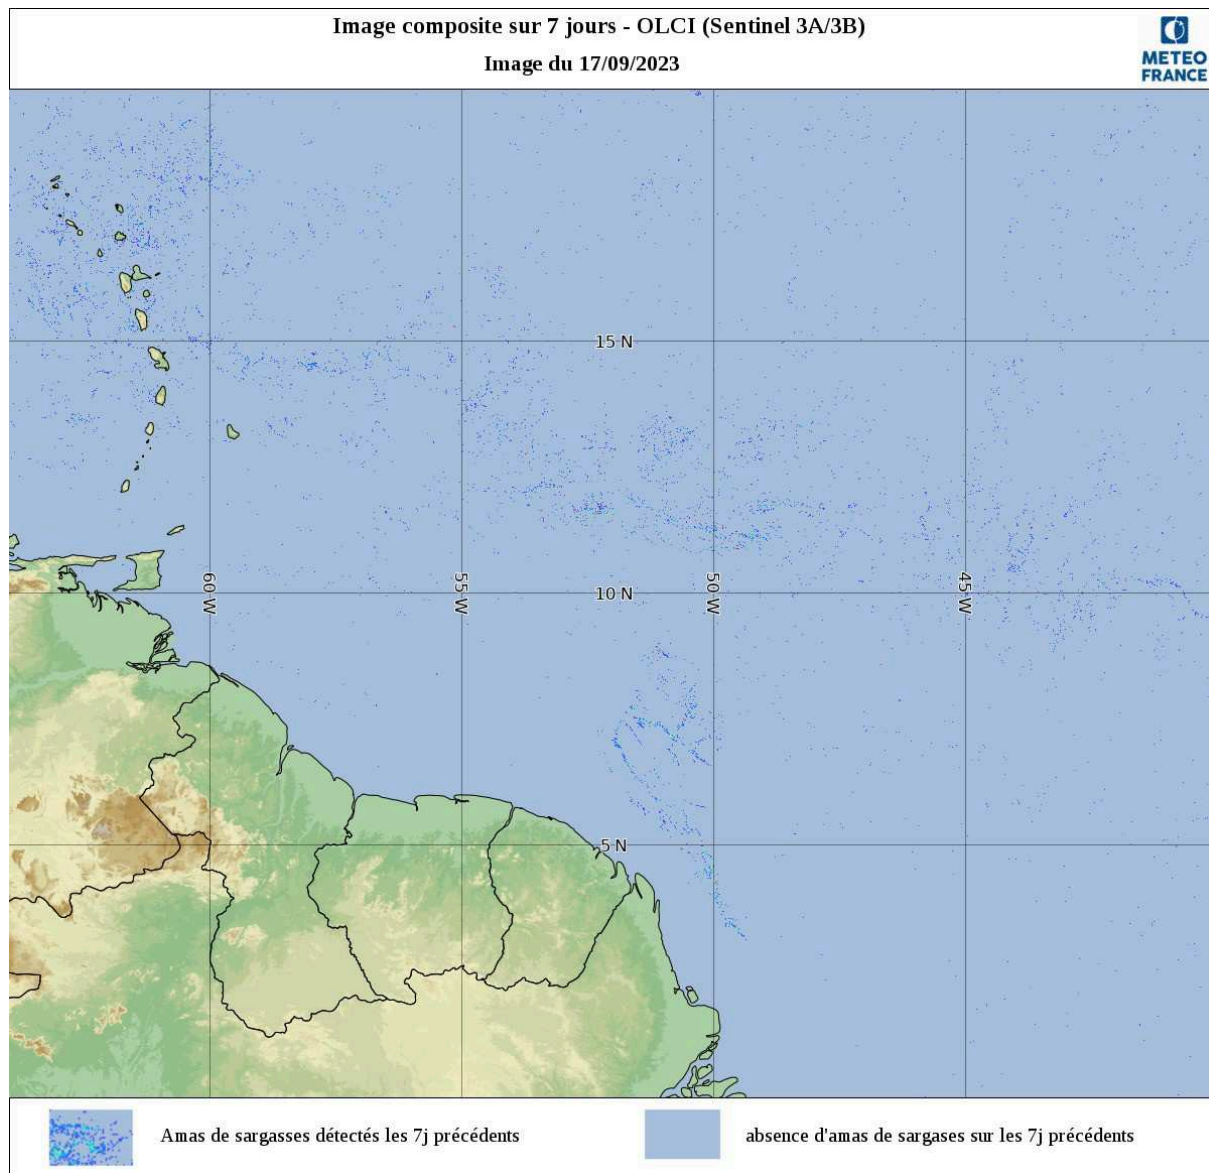 Image composite sur 7 jours - OLCI (Sentinel 3A/3B)
Image du 17/09/2023
METEO
FRANCE
15 N
60 W
55 W
10 N
50 W
45 W
5 N
Amas de sargasses détectés les 7j précédents
absence d'amas de sargases sur les 7j précédents